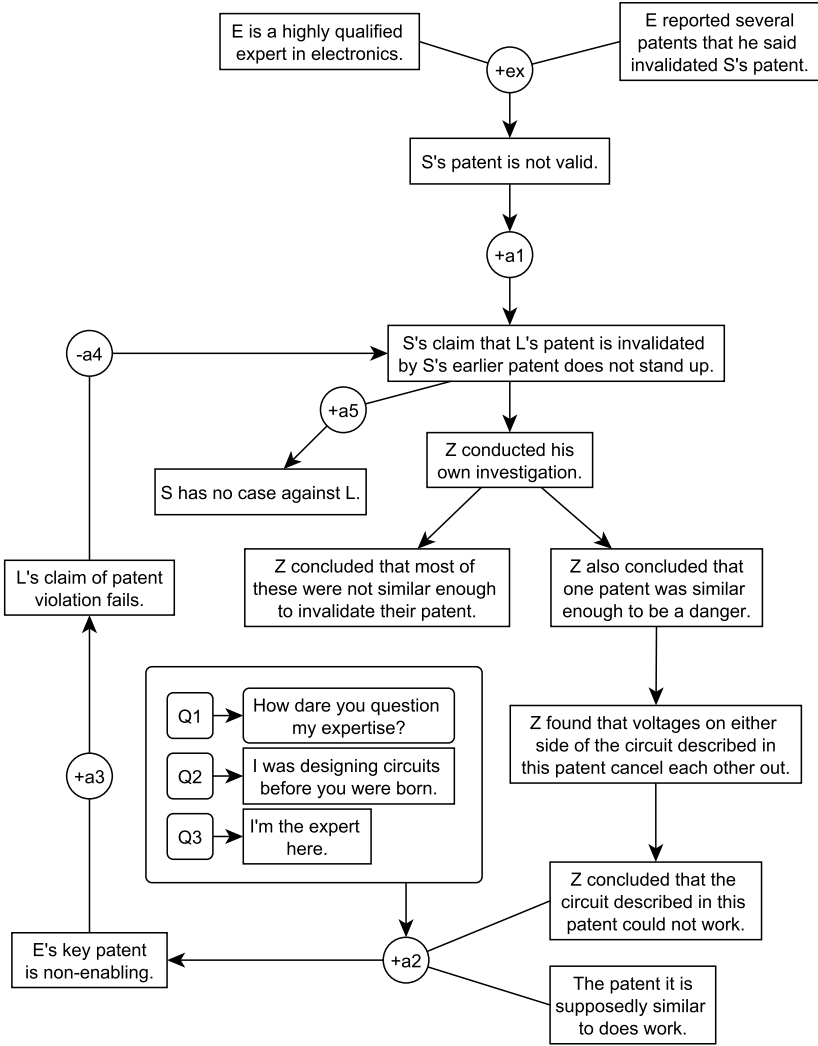 E is a highly qualified
expert in electronics.
E reported several
patents that he said
invalidated S's patent.
+ex
S's patent is not valid.
+a1
S's claim that L's patent is invalidated
by S's earlier patent does not stand up.
-a4
+a5
S has no case against L.
Z conducted his
own investigation.
Z concluded that most of
these were not similar enough
to invalidate their patent.
Z also concluded that
one patent was similar
enough to be a danger.
L's claim of patent
violation fails.
Q1
How dare you question
my expertise?
Q2
I was designing circuits
before you were born.
Q3
I'm the expert
here.
Z found that voltages on either
side of the circuit described in
this patent cancel each other out.
+a3
Z concluded that the
circuit described in this
patent could not work.
E's key patent
is non-enabling.
+a2
The patent it is
supposedly similar
to does work.